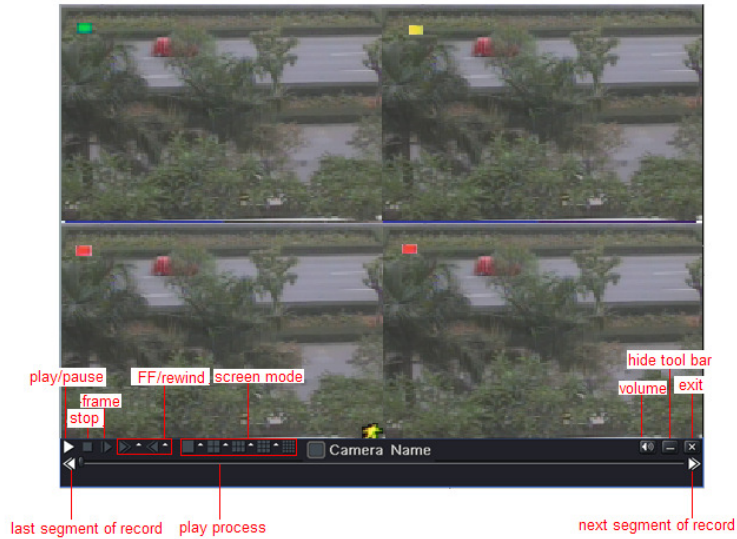 hide tool bar
play/pause
FF/rewind
screen mode
volume
exit
frame
stop
Camera Name
last segment of record
play process
next segment of record